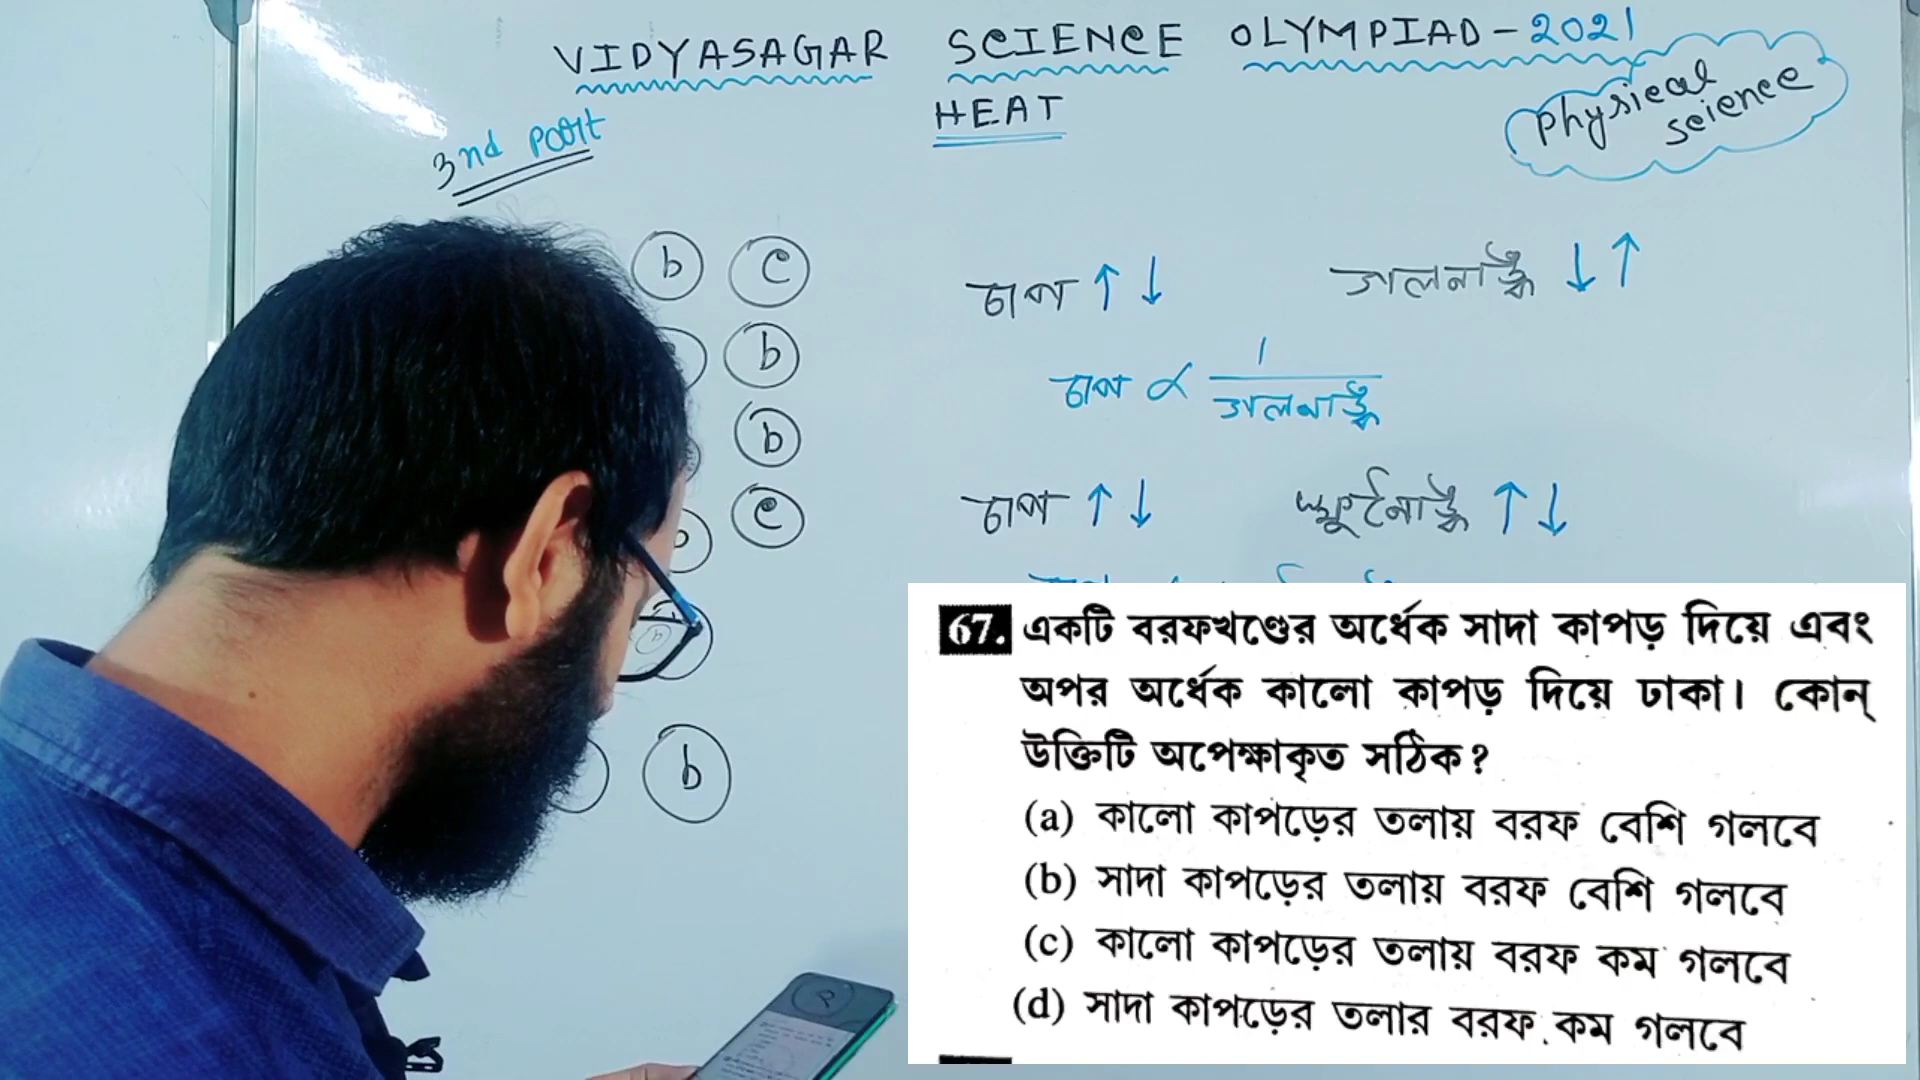 VIDYASAGAR SCIENCE OLYMPIAD - 2021
HEAT
Physical
science
3nd part
b c
b
b
c
b
b
চাপ ↑ ↓ গলনাঙ্ক ↓ ↑
চাপ ∝ 1/গলনাঙ্ক
চাপ ↑ ↓ স্ফুটনাঙ্ক ↑ ↓
67. একটি বরফখণ্ডের অর্ধেক সাদা কাপড় দিয়ে এবং
অপর অর্ধেক কালো কাপড় দিয়ে ঢাকা। কোন্
উক্তিটি অপেক্ষাকৃত সঠিক?
(a) কালো কাপড়ের তলায় বরফ বেশি গলবে
(b) সাদা কাপড়ের তলায় বরফ বেশি গলবে
(c) কালো কাপড়ের তলায় বরফ কম গলবে
(d) সাদা কাপড়ের তলার বরফ কম গলবে